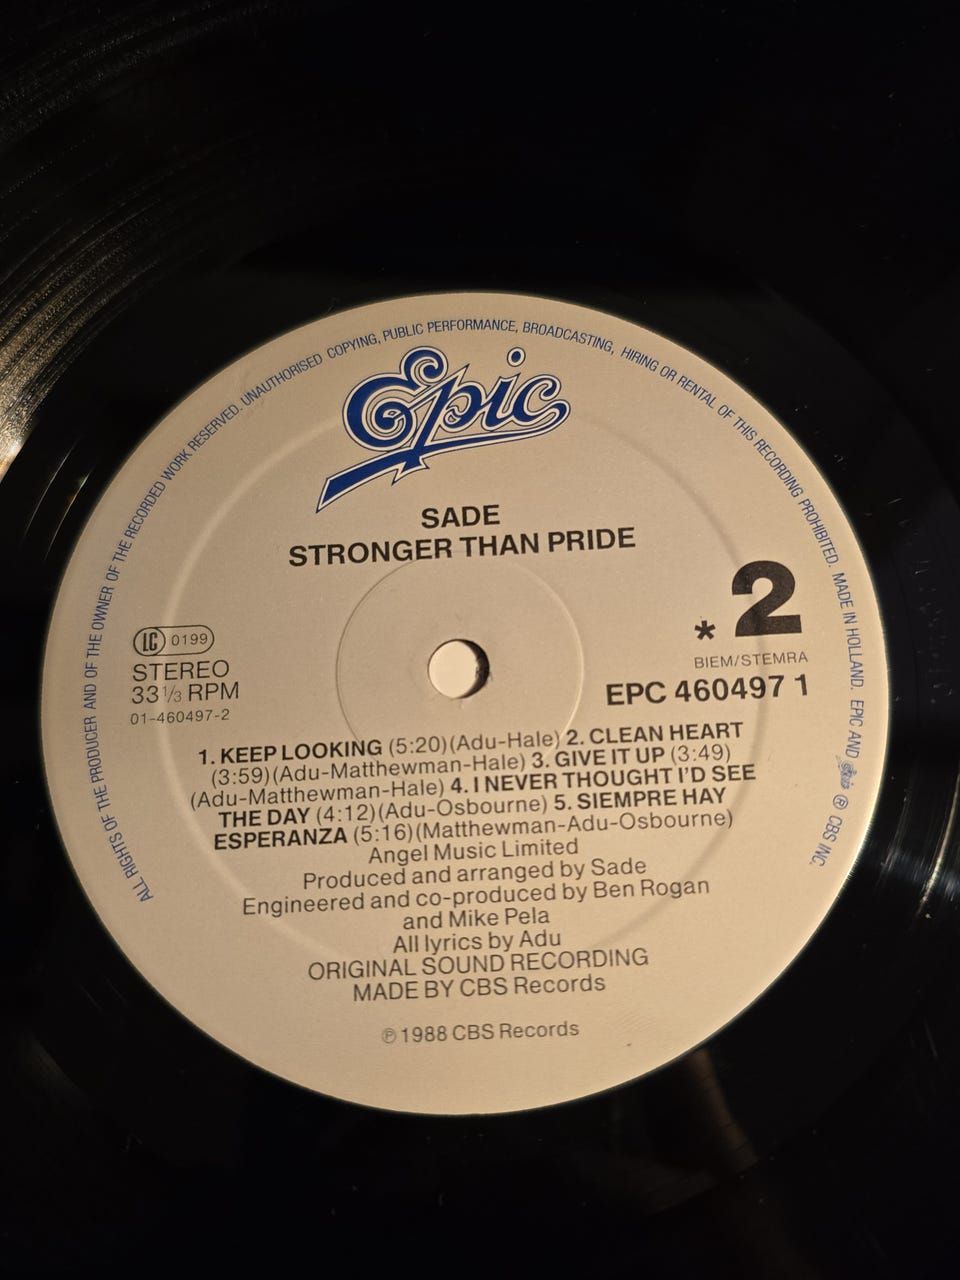 ALL RIGHTS OF THE PRODUCER AND OF THE OWNER OF THE RECORDED WORK RESERVED. UNAUTHORISED COPYING, PUBLIC PERFORMANCE, BROADCASTING, HIRING OR RENTAL OF THIS RECORDING PROHIBITED. MADE IN HOLLAND. EPIC AND Epic ® CBS INC.
Epic
SADE
STRONGER THAN PRIDE
* 2
BIEM/STEMRA
EPC 460497 1
LC 0199
STEREO
33 1/3 RPM
01-460497-2
1. KEEP LOOKING (5:20)(Adu-Hale) 2. CLEAN HEART
(3:59)(Adu-Matthewman-Hale) 3. GIVE IT UP (3:49)
(Adu-Matthewman-Hale) 4. I NEVER THOUGHT I'D SEE
THE DAY (4:12)(Adu-Osbourne) 5. SIEMPRE HAY
ESPERANZA (5:16)(Matthewman-Adu-Osbourne)
Angel Music Limited
Produced and arranged by Sade
Engineered and co-produced by Ben Rogan
and Mike Pela
All lyrics by Adu
ORIGINAL SOUND RECORDING
MADE BY CBS Records
℗ 1988 CBS Records